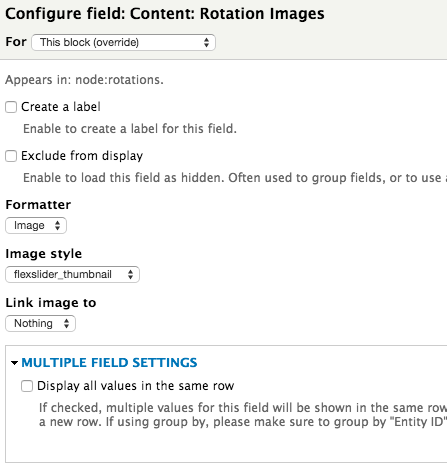 Configure field: Content: Rotation Images
For This block (override)
Appears in: node:rotations.
Create a label
Enable to create a label for this field.
Exclude from display
Enable to load this field as hidden. Often used to group fields, or to use
Formatter
Image
Image style
flexslider_thumbnail
Link image to
Nothing
MULTIPLE FIELD SETTINGS
Display all values in the same row
If checked, multiple values for this field will be shown in the same row
a new row. If using group by, please make sure to group by "Entity ID"